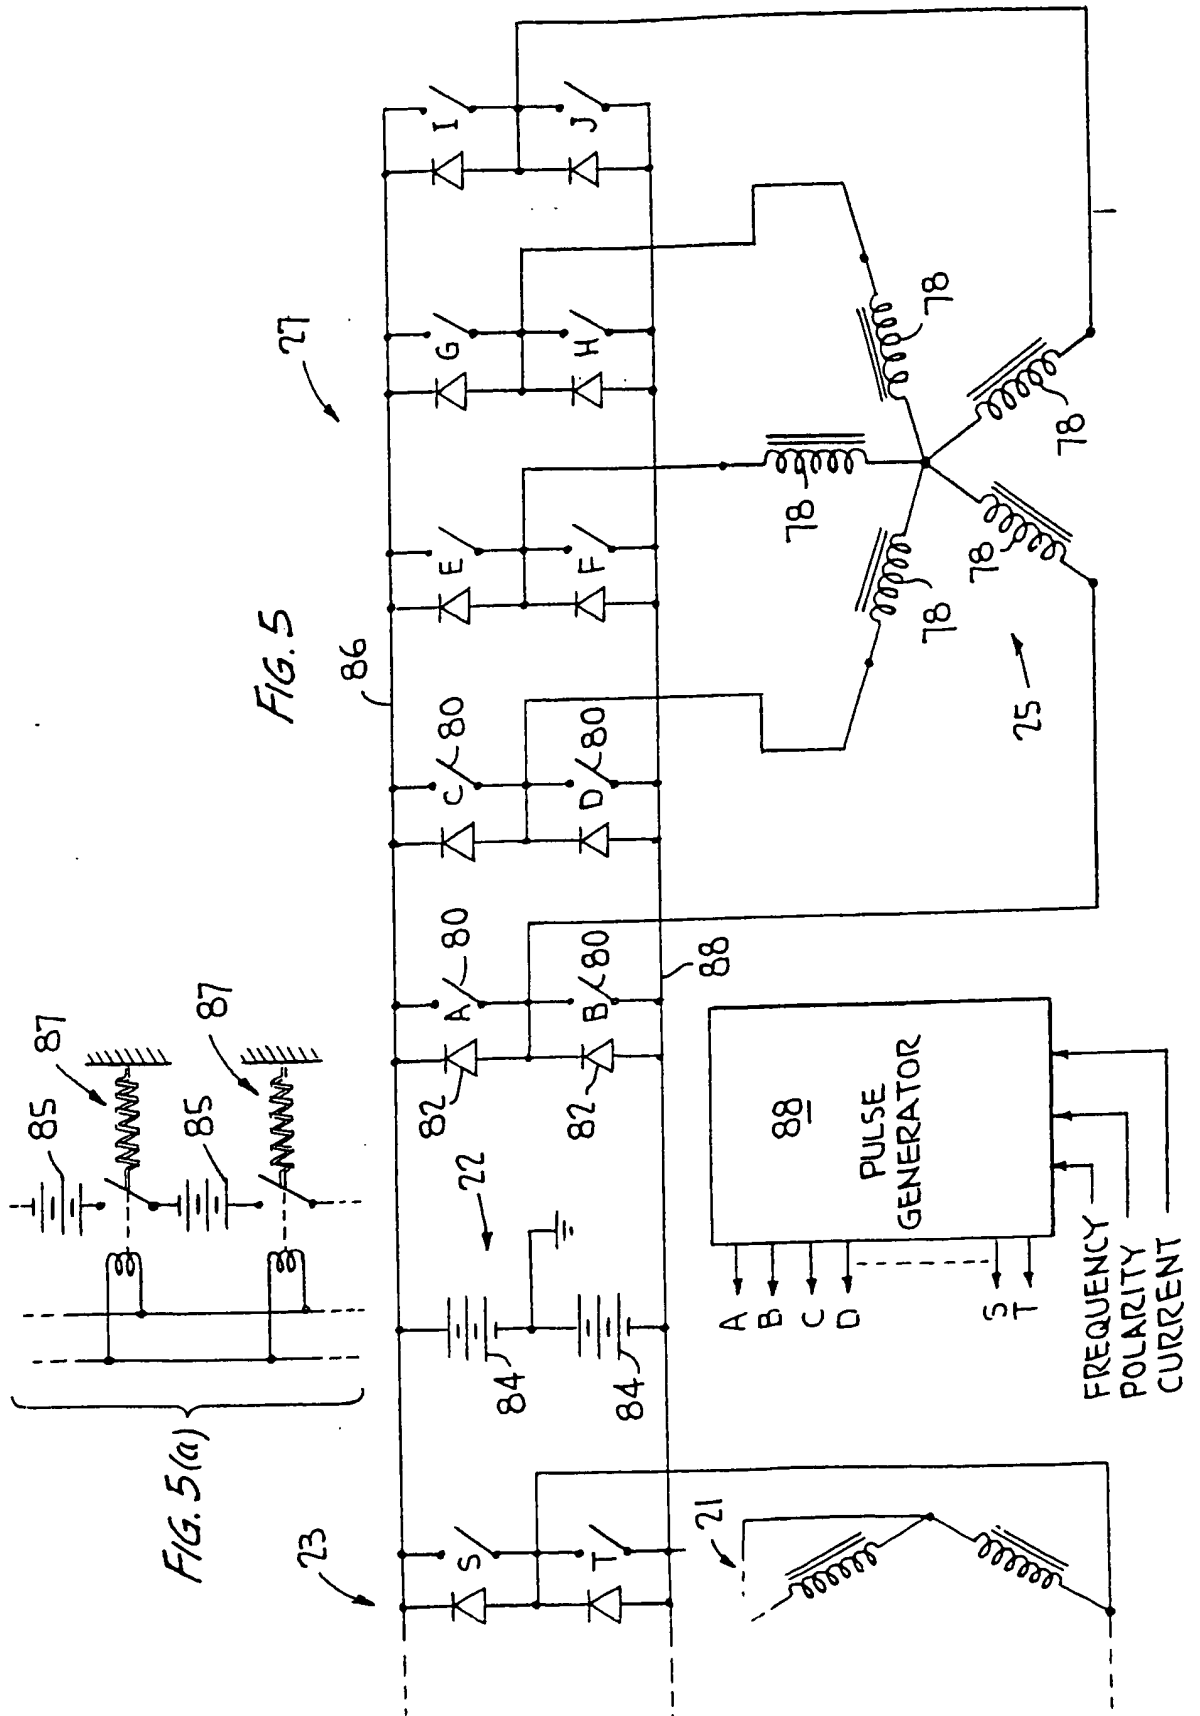 FIG. 5(a)
85
87
85
87
FIG. 5
23
22
27
86
S
T
84
84
82
82
A
80
B
80
C
80
D
80
E
F
G
H
I
J
88
21
25
78
78
78
78
78
88
PULSE
GENERATOR
A
B
C
D
S
T
FREQUENCY
POLARITY
CURRENT